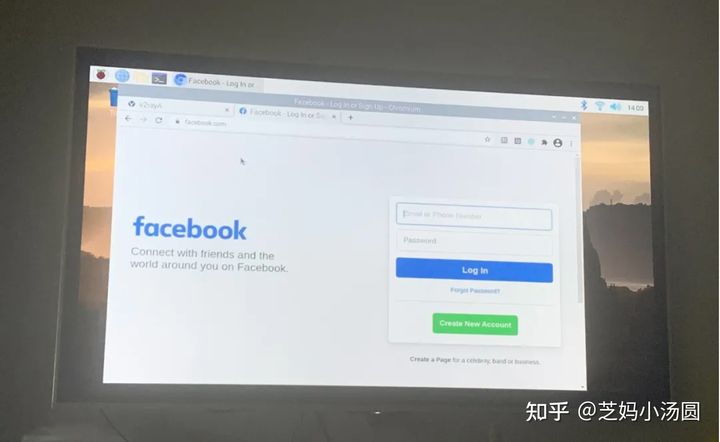 Facebook - Log In or
14:09
Facebook - Log In or Sign Up - Chromium
v2rayA
Facebook - Log In or Sig
facebook.com
facebook
Connect with friends and the
world around you on Facebook.
Email or Phone Number
Password
Log In
Forgot Password?
Create New Account
Create a Page for a celebrity, band or business.
知乎 @芝妈小汤圆